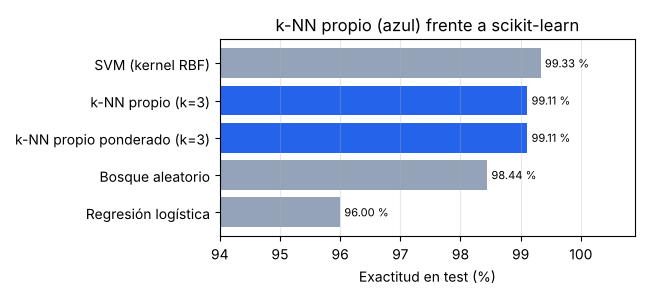 k-NN propio (azul) frente a scikit-learn
SVM (kernel RBF)
99.33 %
k-NN propio (k=3)
99.11 %
k-NN propio ponderado (k=3)
99.11 %
Bosque aleatorio
98.44 %
Regresión logística
96.00 %
94 95 96 97 98 99 100
Exactitud en test (%)